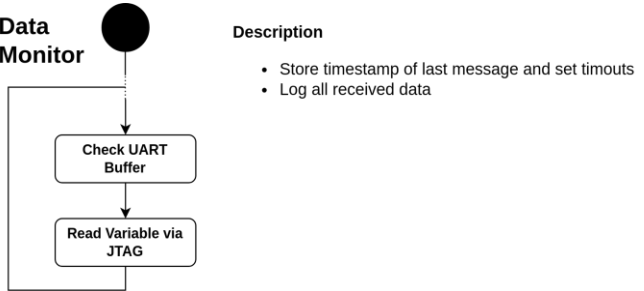 Data
Monitor
Description
• Store timestamp of last message and set timouts
• Log all received data
Check UART
Buffer
Read Variable via
JTAG